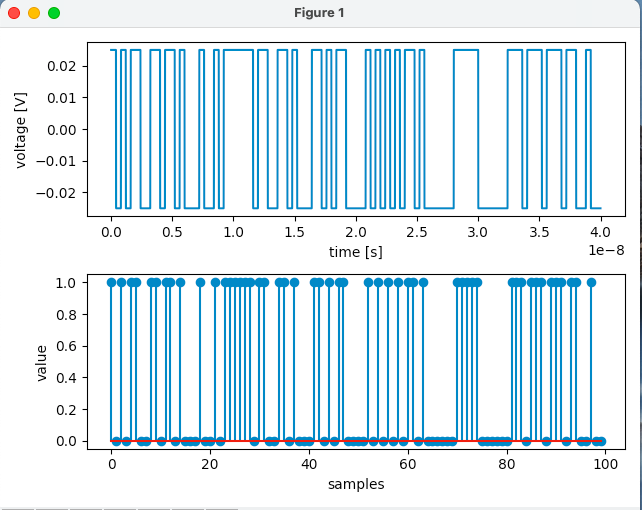 Figure 1
voltage [V]
0.02
0.01
0.00
−0.01
−0.02
0.0 0.5 1.0 1.5 2.0 2.5 3.0 3.5 4.0
time [s]
1e−8
value
1.0
0.8
0.6
0.4
0.2
0.0
0 20 40 60 80 100
samples